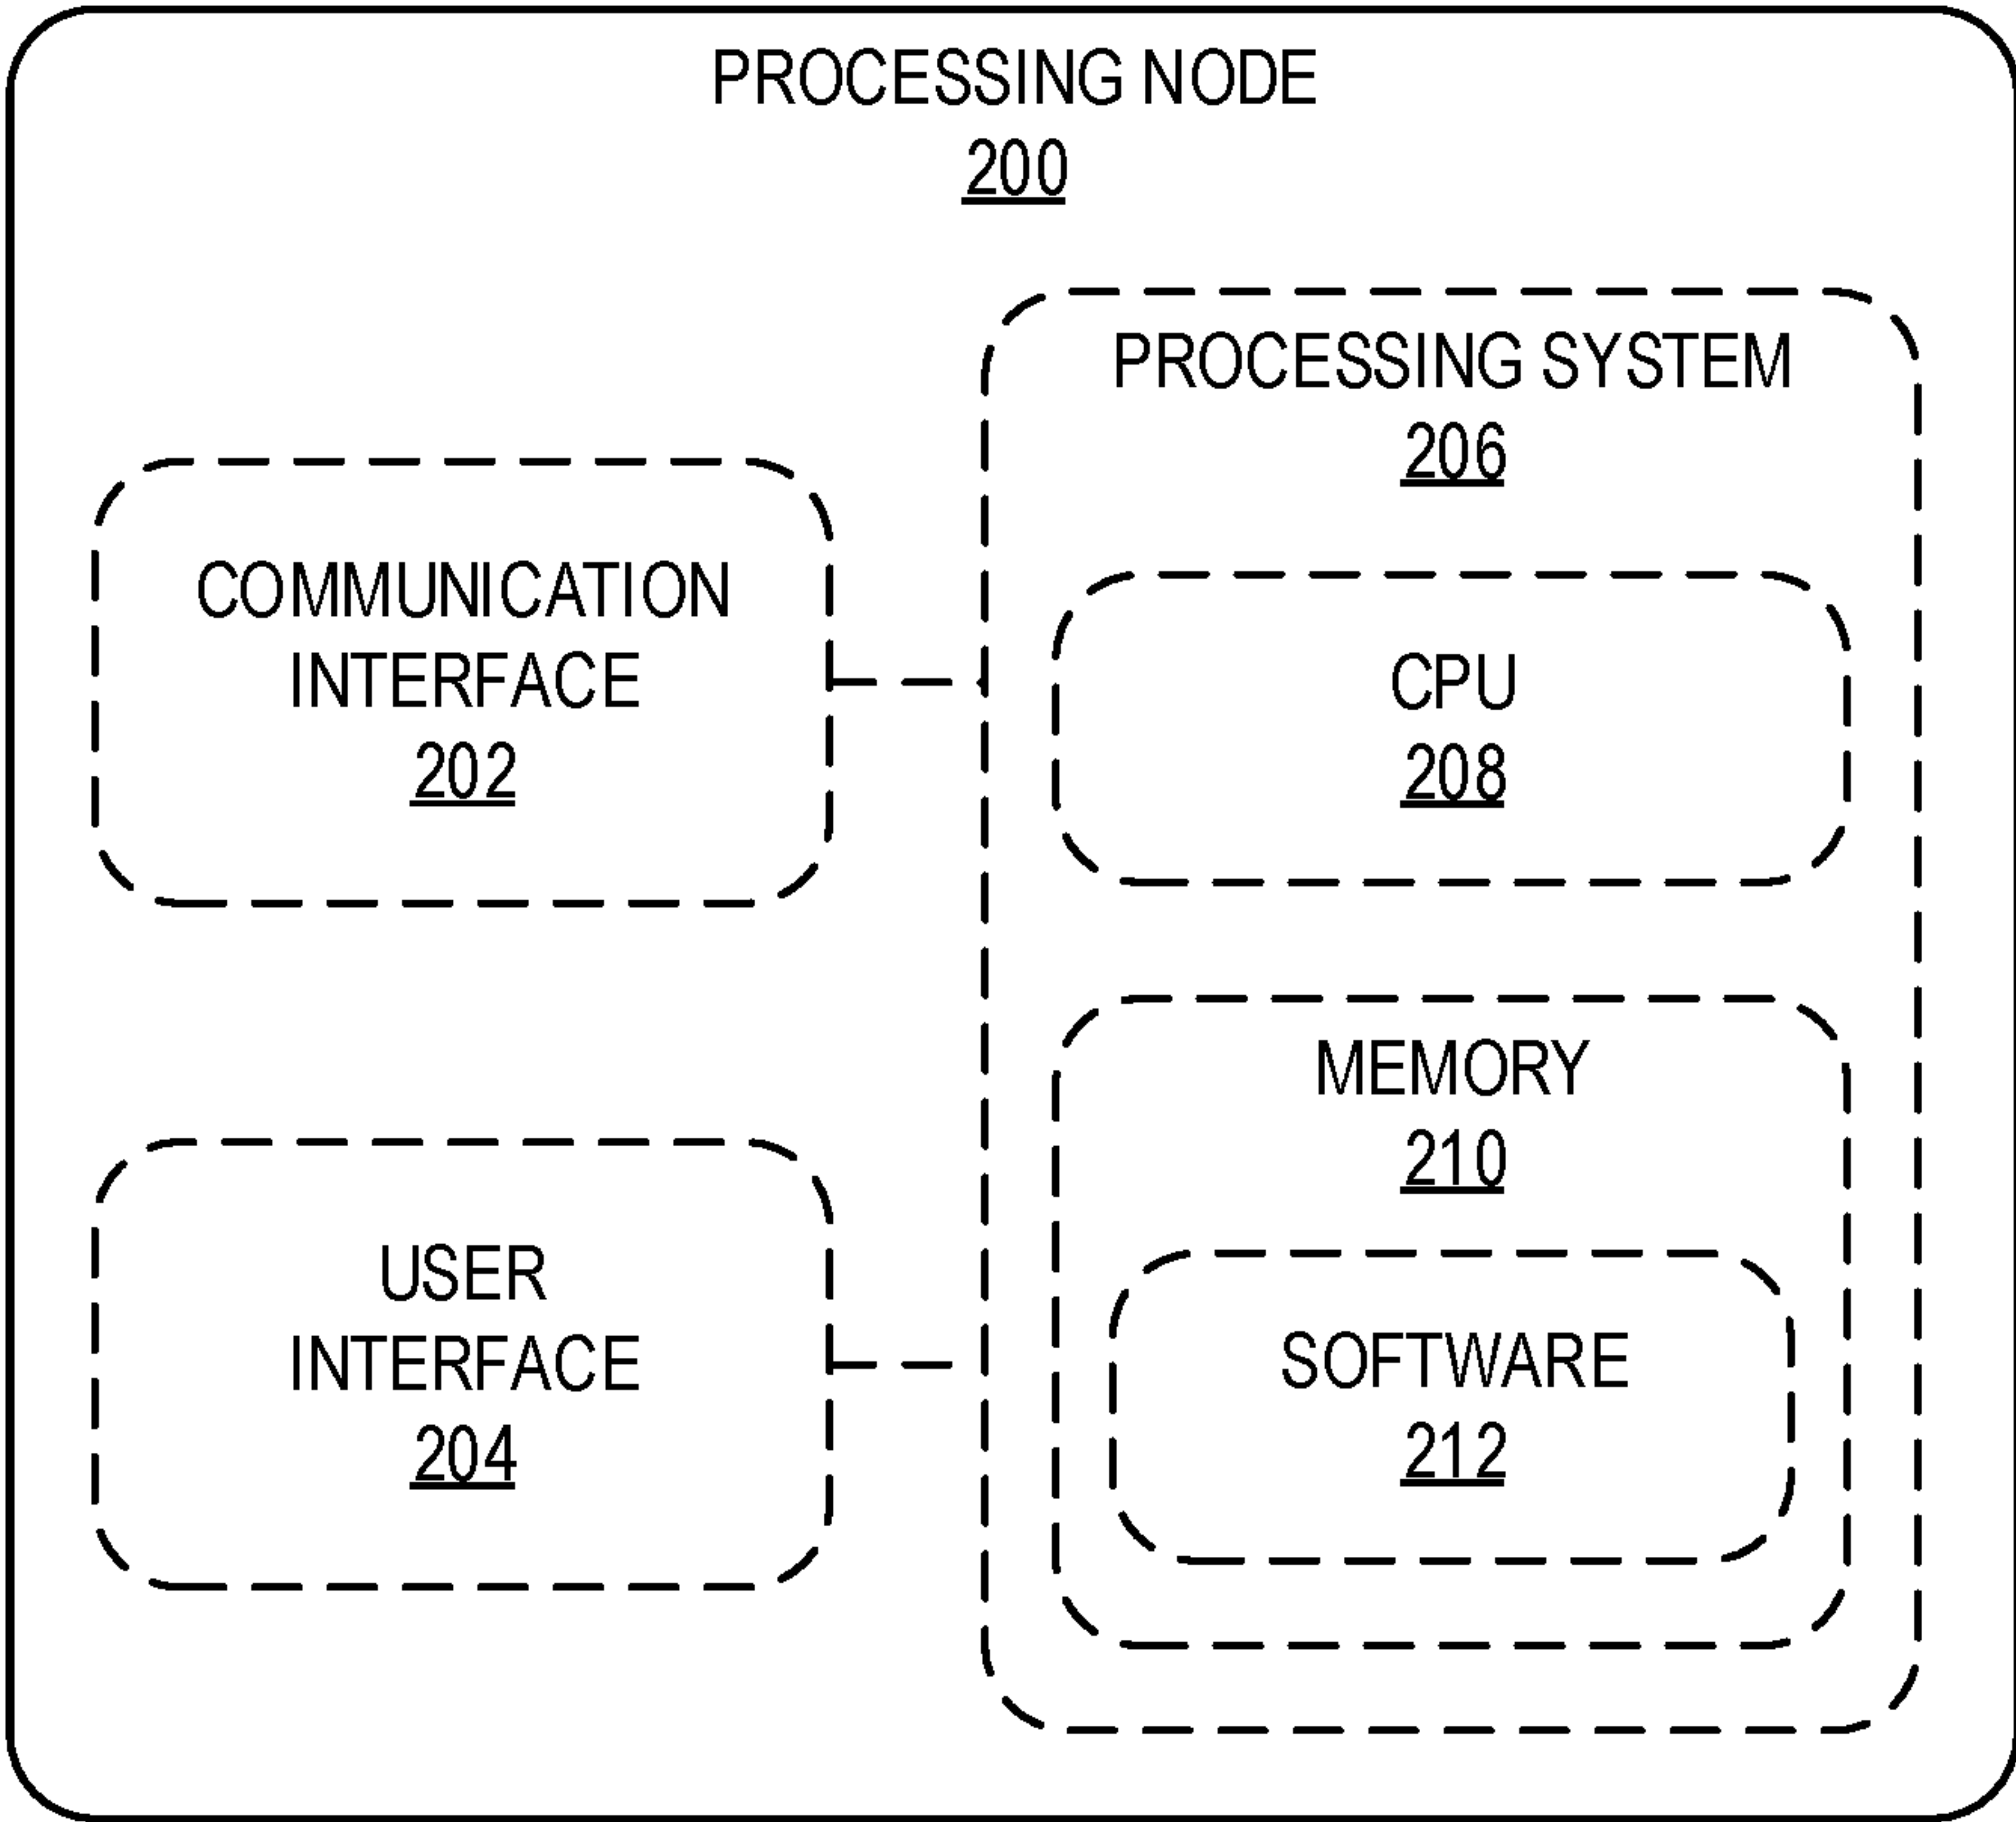 PROCESSING NODE
200
PROCESSING SYSTEM
206
COMMUNICATION
INTERFACE
202
CPU
208
MEMORY
210
USER
INTERFACE
204
SOFTWARE
212